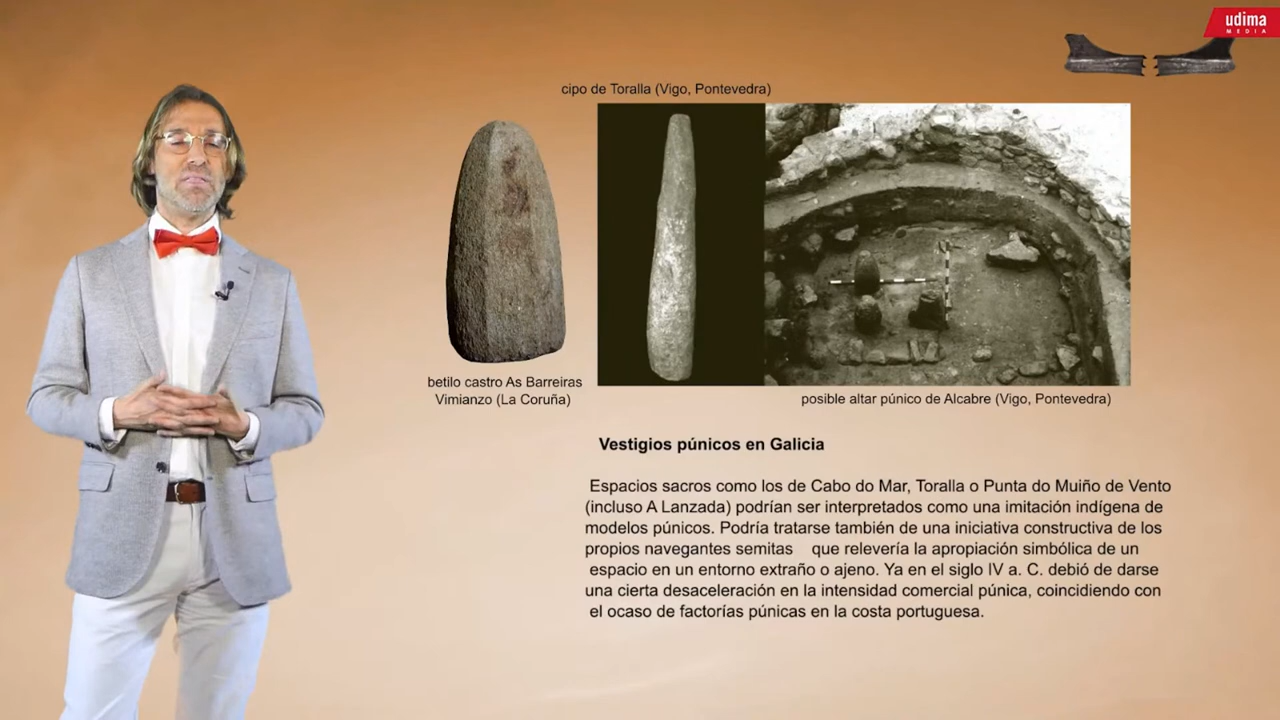 udima
MEDIA
cipo de Toralla (Vigo, Pontevedra)
betilo castro As Barreiras
Vimianzo (La Coruña)
posible altar púnico de Alcabre (Vigo, Pontevedra)
Vestigios púnicos en Galicia
Espacios sacros como los de Cabo do Mar, Toralla o Punta do Muiño de Vento
(incluso A Lanzada) podrían ser interpretados como una imitación indígena de
modelos púnicos. Podría tratarse también de una iniciativa constructiva de los
propios navegantes semitas que relevería la apropiación simbólica de un
espacio en un entorno extraño o ajeno. Ya en el siglo IV a. C. debió de darse
una cierta desaceleración en la intensidad comercial púnica, coincidiendo con
el ocaso de factorías púnicas en la costa portuguesa.